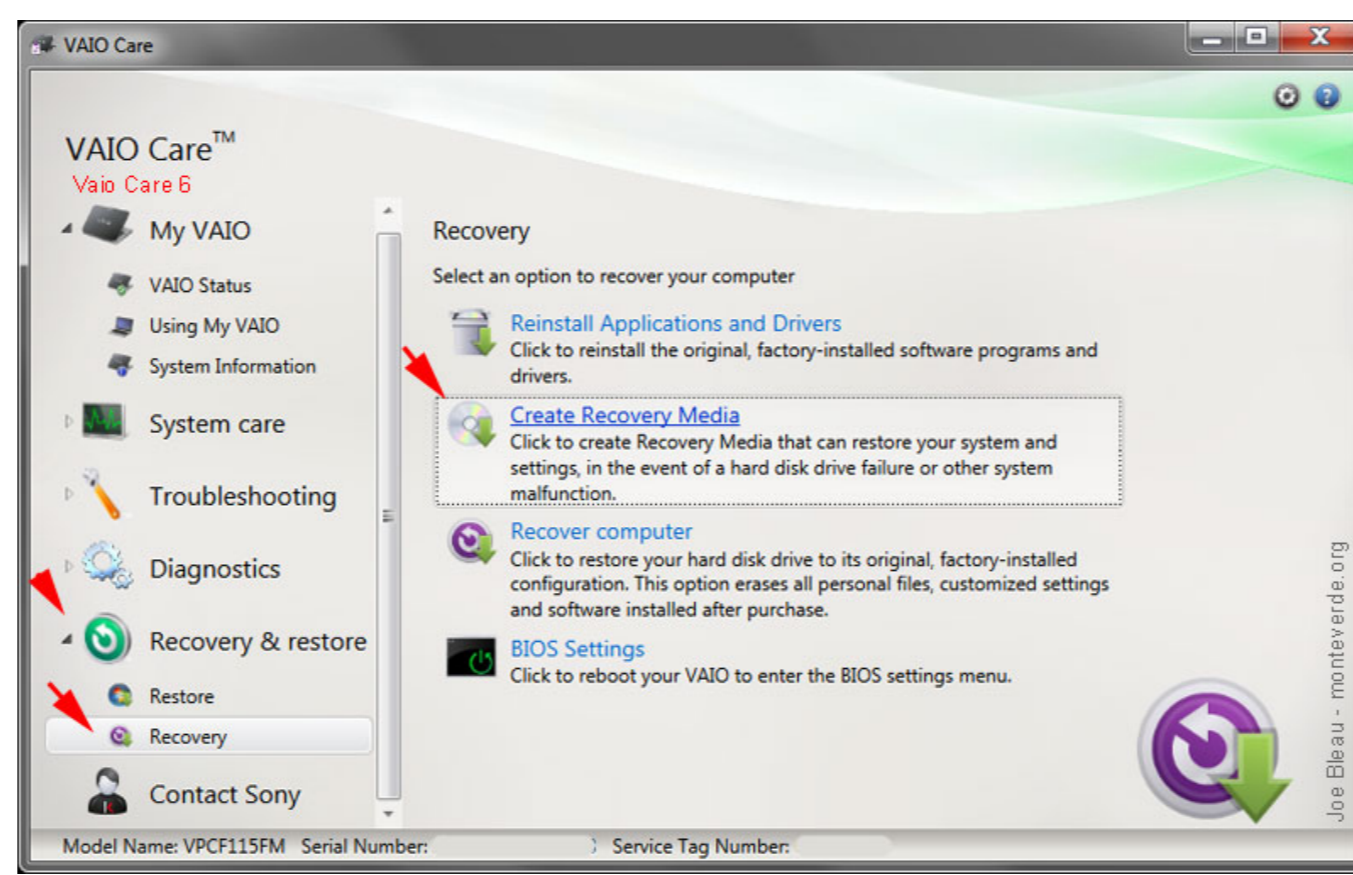 VAIO Care
VAIO Care™
Vaio Care 6
My VAIO
VAIO Status
Using My VAIO
System Information
System care
Troubleshooting
Diagnostics
Recovery & restore
Restore
Recovery
Contact Sony
Recovery
Select an option to recover your computer
Reinstall Applications and Drivers
Click to reinstall the original, factory-installed software programs and
drivers.
Create Recovery Media
Click to create Recovery Media that can restore your system and
settings, in the event of a hard disk drive failure or other system
malfunction.
Recover computer
Click to restore your hard disk drive to its original, factory-installed
configuration. This option erases all personal files, customized settings
and software installed after purchase.
BIOS Settings
Click to reboot your VAIO to enter the BIOS settings menu.
Joe Bleau - monteverde.org
Model Name: VPCF115FM Serial Number: Service Tag Number: